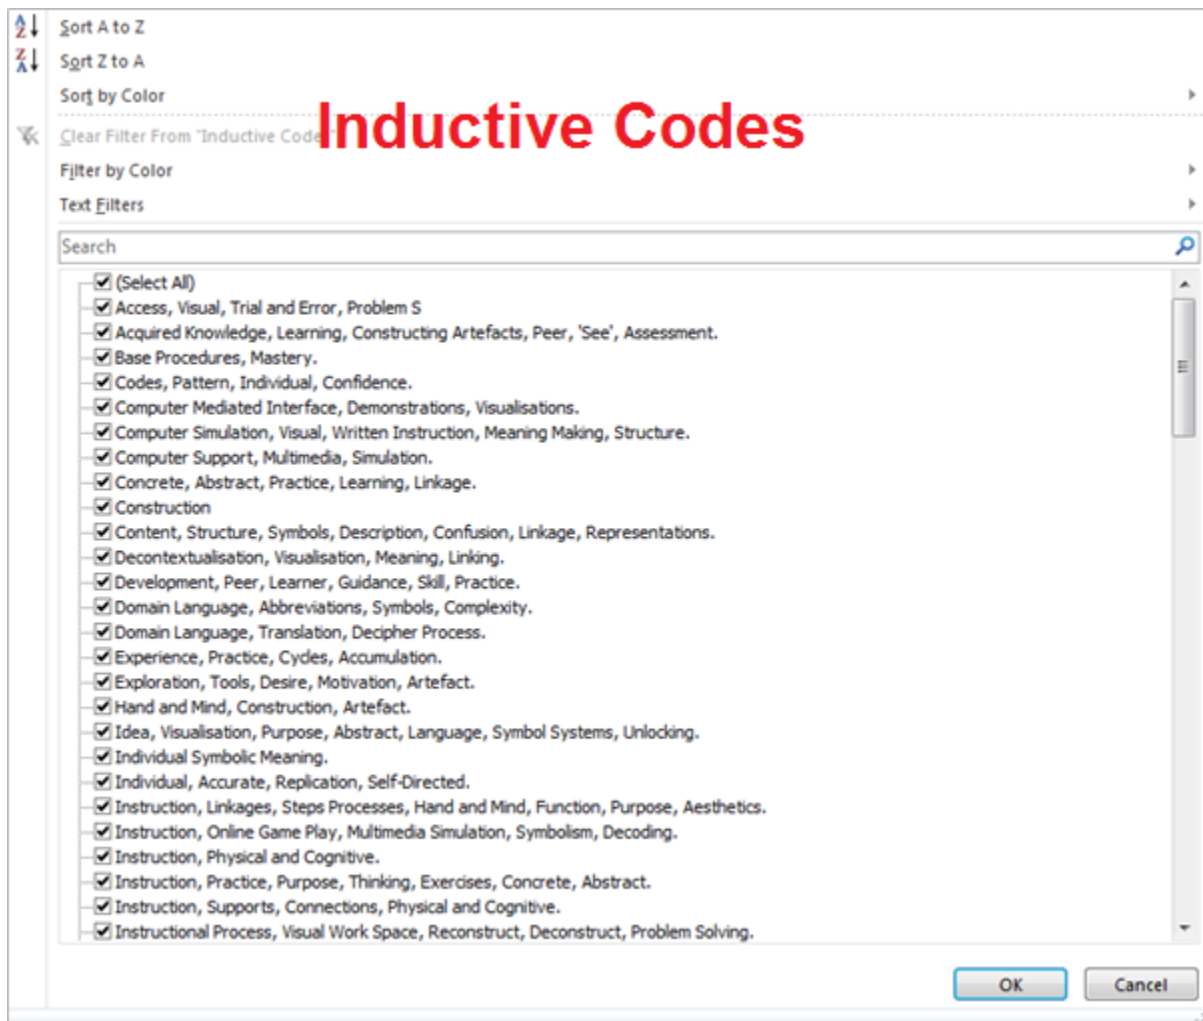 Sort A to Z
Sort Z to A
Sort by Color
Inductive Codes
Clear Filter From "Inductive Code
Filter by Color
Text Filters
Search
(Select All)
Access, Visual, Trial and Error, Problem S
Acquired Knowledge, Learning, Constructing Artefacts, Peer, 'See', Assessment.
Base Procedures, Mastery.
Codes, Pattern, Individual, Confidence.
Computer Mediated Interface, Demonstrations, Visualisations.
Computer Simulation, Visual, Written Instruction, Meaning Making, Structure.
Computer Support, Multimedia, Simulation.
Concrete, Abstract, Practice, Learning, Linkage.
Construction
Content, Structure, Symbols, Description, Confusion, Linkage, Representations.
Decontextualisation, Visualisation, Meaning, Linking.
Development, Peer, Learner, Guidance, Skill, Practice.
Domain Language, Abbreviations, Symbols, Complexity.
Domain Language, Translation, Decipher Process.
Experience, Practice, Cycles, Accumulation.
Exploration, Tools, Desire, Motivation, Artefact.
Hand and Mind, Construction, Artefact.
Idea, Visualisation, Purpose, Abstract, Language, Symbol Systems, Unlocking.
Individual Symbolic Meaning.
Individual, Accurate, Replication, Self-Directed.
Instruction, Linkages, Steps Processes, Hand and Mind, Function, Purpose, Aesthetics.
Instruction, Online Game Play, Multimedia Simulation, Symbolism, Decoding.
Instruction, Physical and Cognitive.
Instruction, Practice, Purpose, Thinking, Exercises, Concrete, Abstract.
Instruction, Supports, Connections, Physical and Cognitive.
Instructional Process, Visual Work Space, Reconstruct, Deconstruct, Problem Solving.
OK Cancel